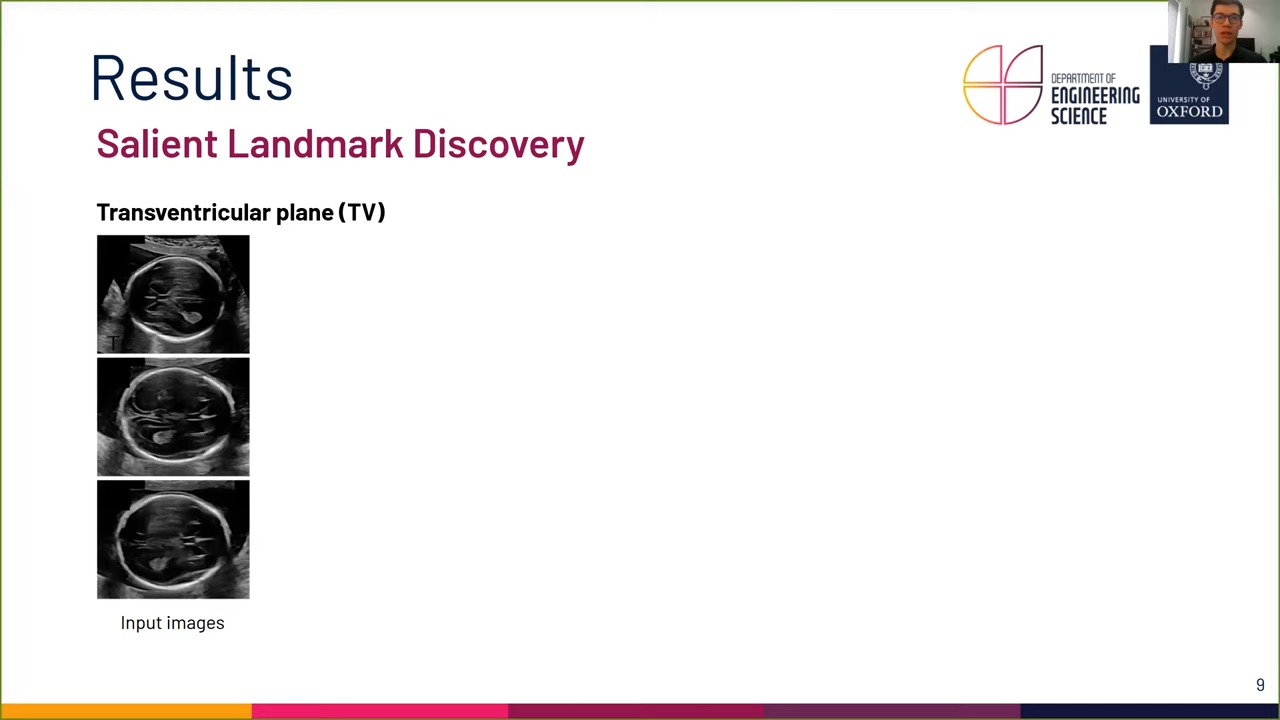 Results
DEPARTMENT OF
ENGINEERING
SCIENCE
UNIVERSITY OF
OXFORD
Salient Landmark Discovery
Transventricular plane (TV)
T
Input images
9